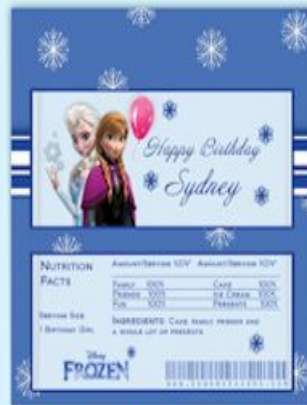 Happy Birthday
Sydney
NUTRITION FACTS
SERVING SIZE
1 BIRTHDAY GIRL
AMOUNT/SERVING %DV* AMOUNT/SERVING %DV*
FAMILY 100% CAKE 100%
FRIENDS 100% ICE CREAM 100%
FUN 100% PRESENTS 100%
INGREDIENTS: CAKE, FAMILY, FRIENDS AND
A WHOLE LOT OF PRESENTS.
Disney
FROZEN